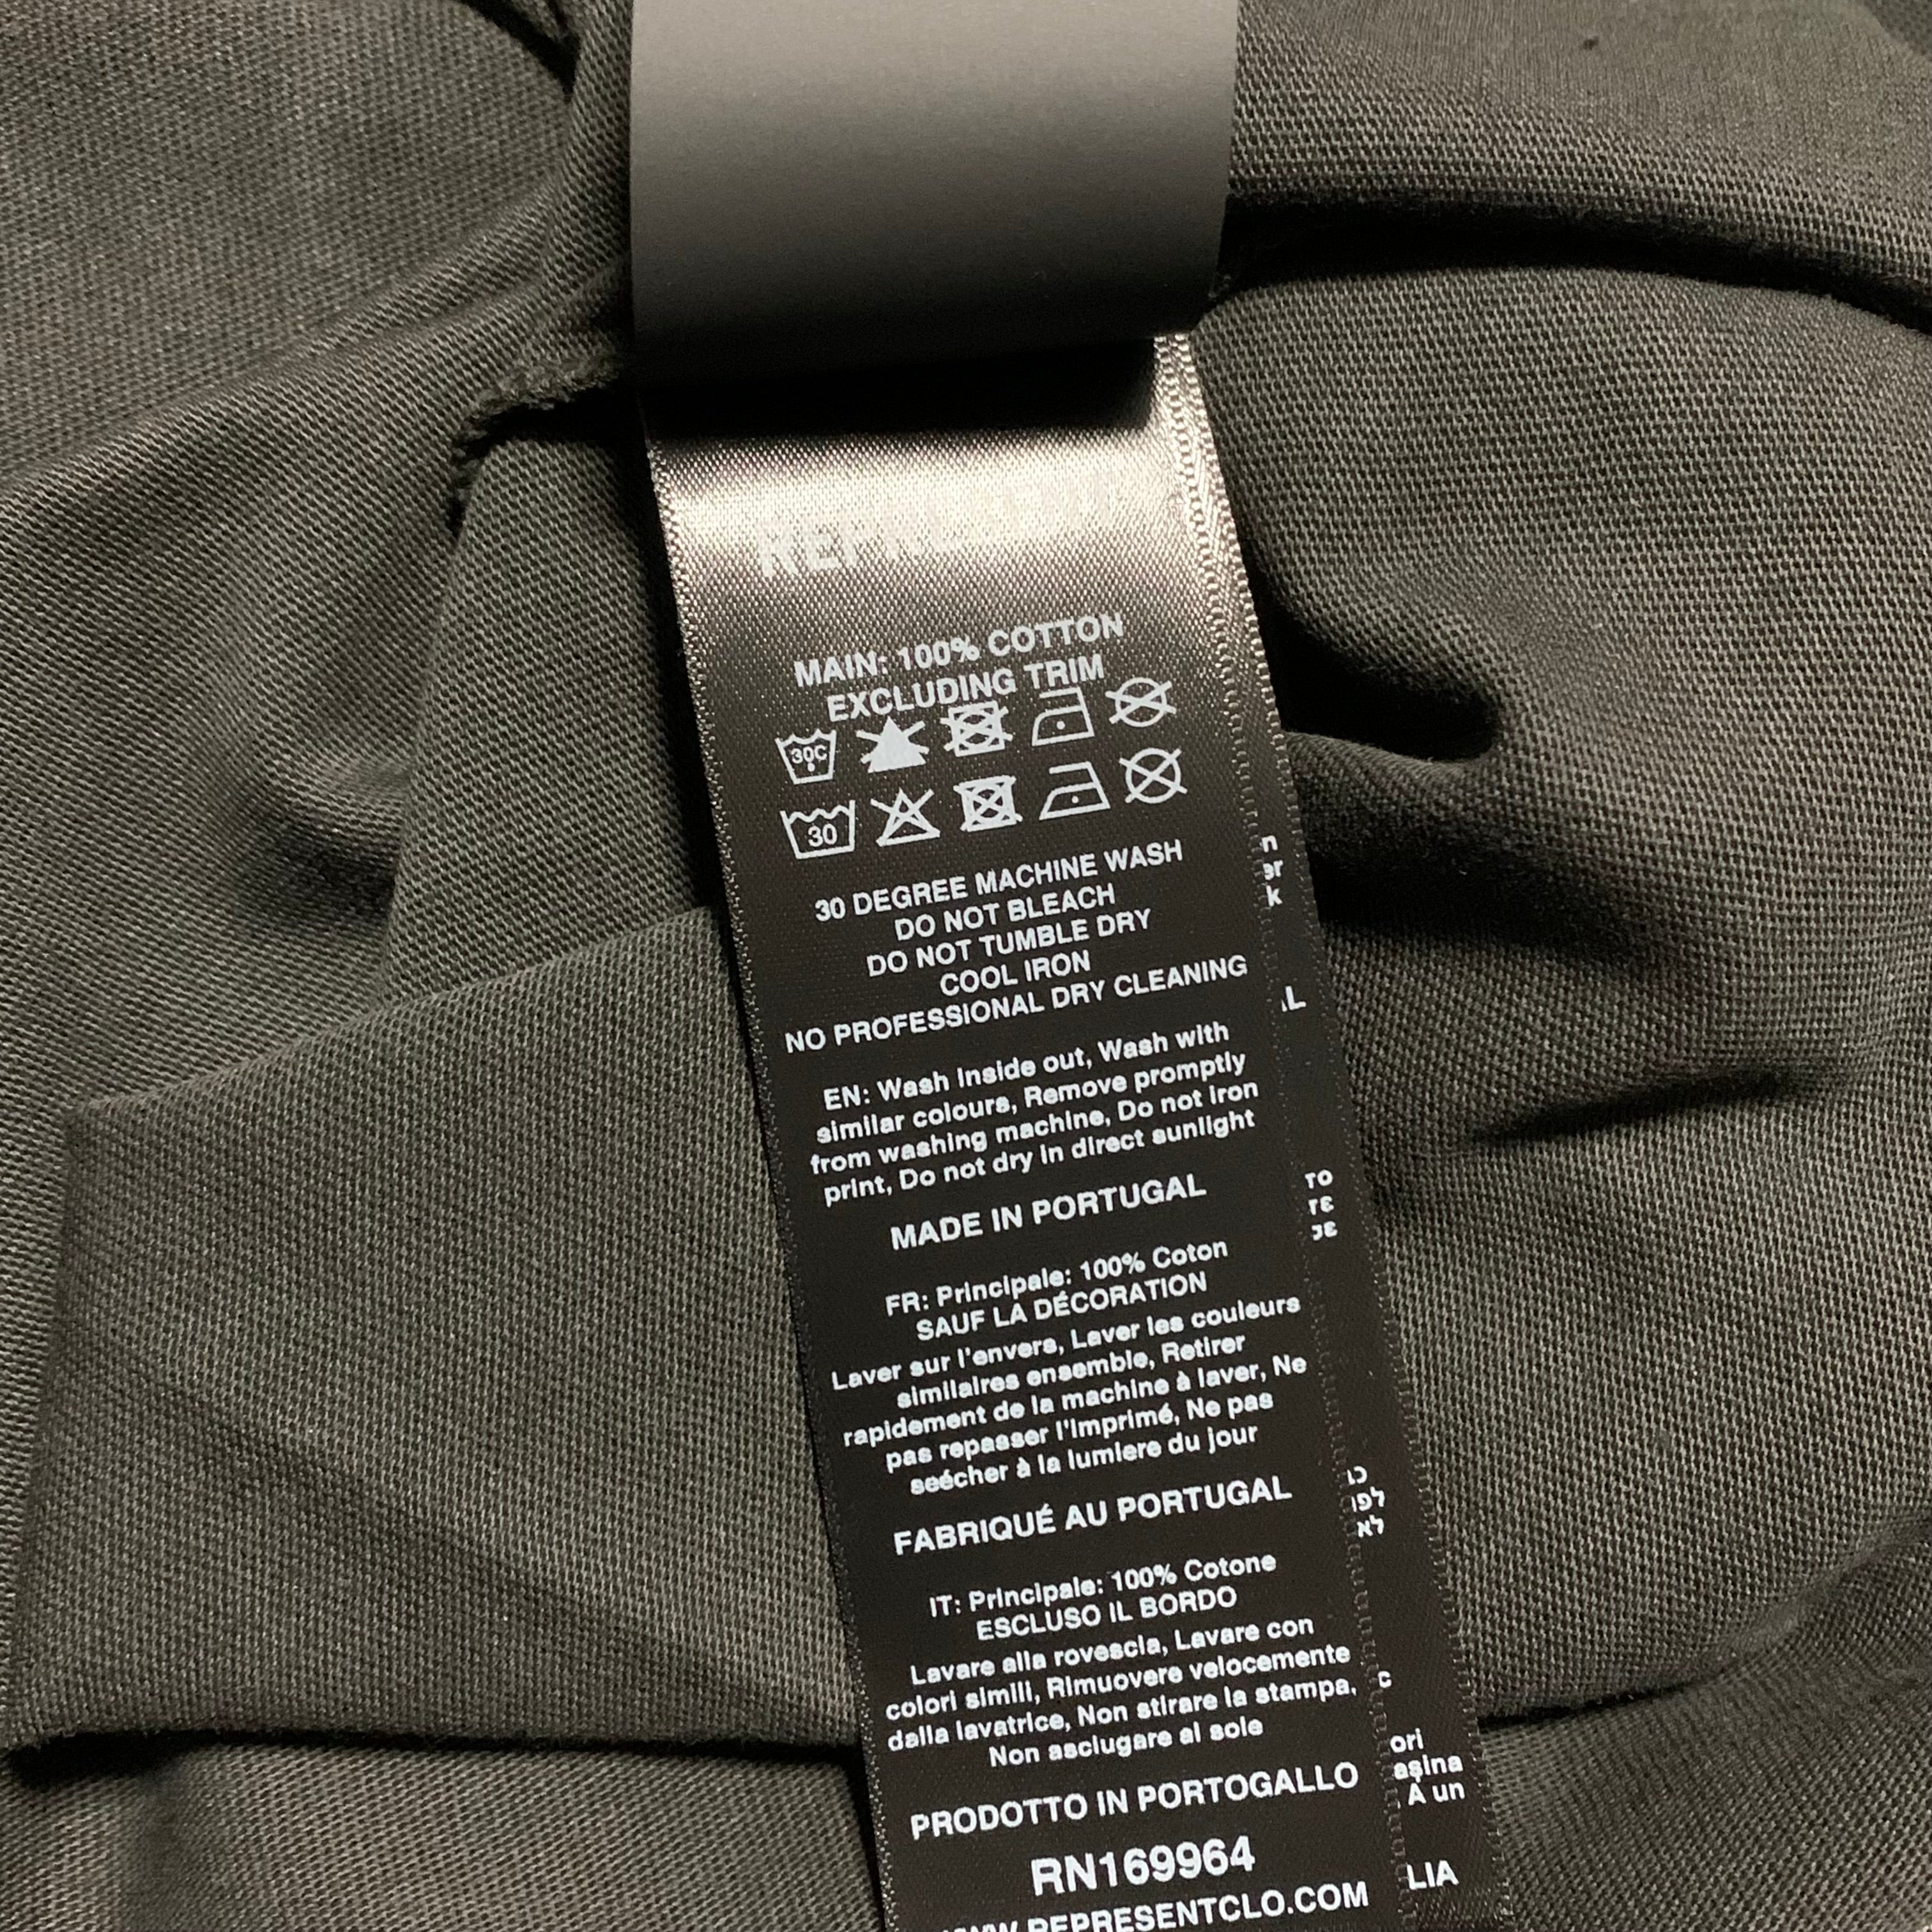 REPRESENT
MAIN: 100% COTTON
EXCLUDING TRIM
30C
30
30 DEGREE MACHINE WASH
DO NOT BLEACH
DO NOT TUMBLE DRY
COOL IRON
NO PROFESSIONAL DRY CLEANING
EN: Wash inside out, Wash with
similar colours, Remove promptly
from washing machine, Do not iron
print, Do not dry in direct sunlight
MADE IN PORTUGAL
FR: Principale: 100% Coton
SAUF LA DÉCORATION
Laver sur l'envers, Laver les couleurs
similaires ensemble, Retirer
rapidement de la machine à laver, Ne
pas repasser l'imprimé, Ne pas
seécher à la lumiere du jour
FABRIQUÉ AU PORTUGAL
IT: Principale: 100% Cotone
ESCLUSO IL BORDO
Lavare alla rovescia, Lavare con
colori simili, Rimuovere velocemente
dalla lavatrice, Non stirare la stampa,
Non asciugare al sole
PRODOTTO IN PORTOGALLO
RN169964
WWW.REPRESENTCLO.COM